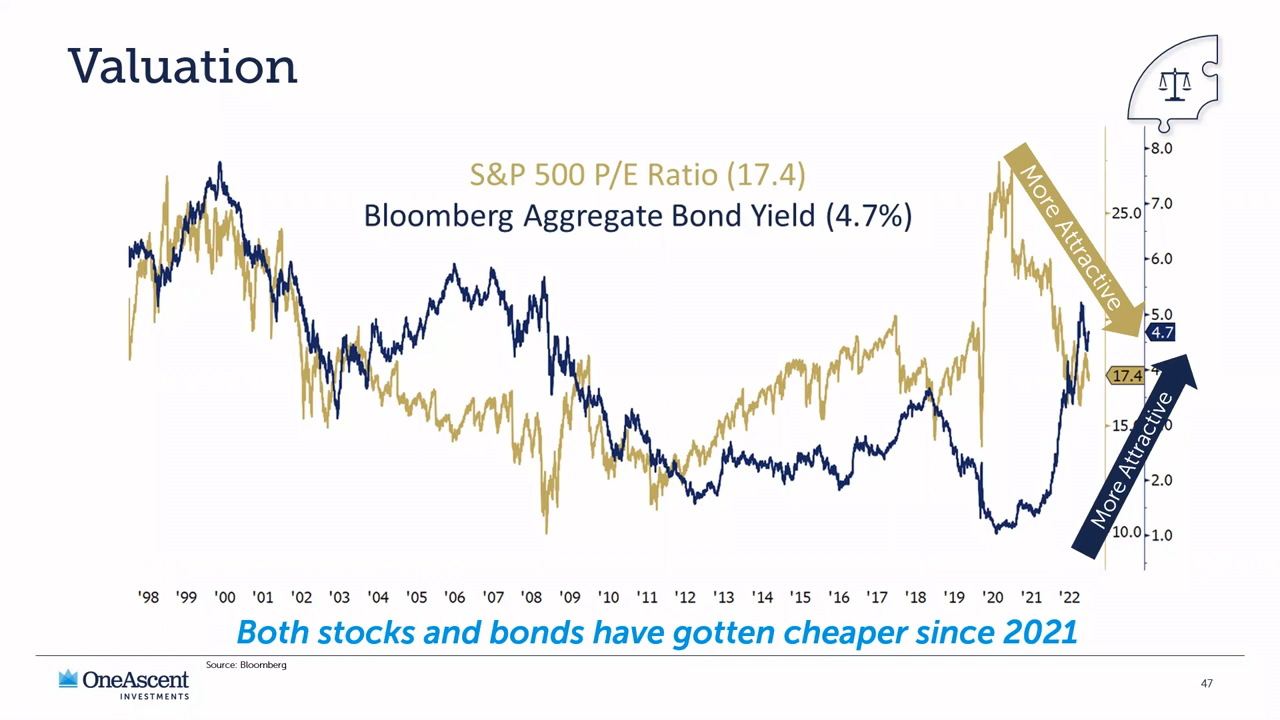 Valuation
S&P 500 P/E Ratio (17.4)
Bloomberg Aggregate Bond Yield (4.7%)
More Attractive
8.0
25.0
7.0
6.0
5.0
4.7
17.4
More Attractive
2.0
10.0
1.0
'98 '99 '00 '01 '02 '03 '04 '05 '06 '07 '08 '09 '10 '11 '12 '13 '14 '15 '16 '17 '18 '19 '20 '21 '22
Both stocks and bonds have gotten cheaper since 2021
Source: Bloomberg
OneAscent
INVESTMENTS
47